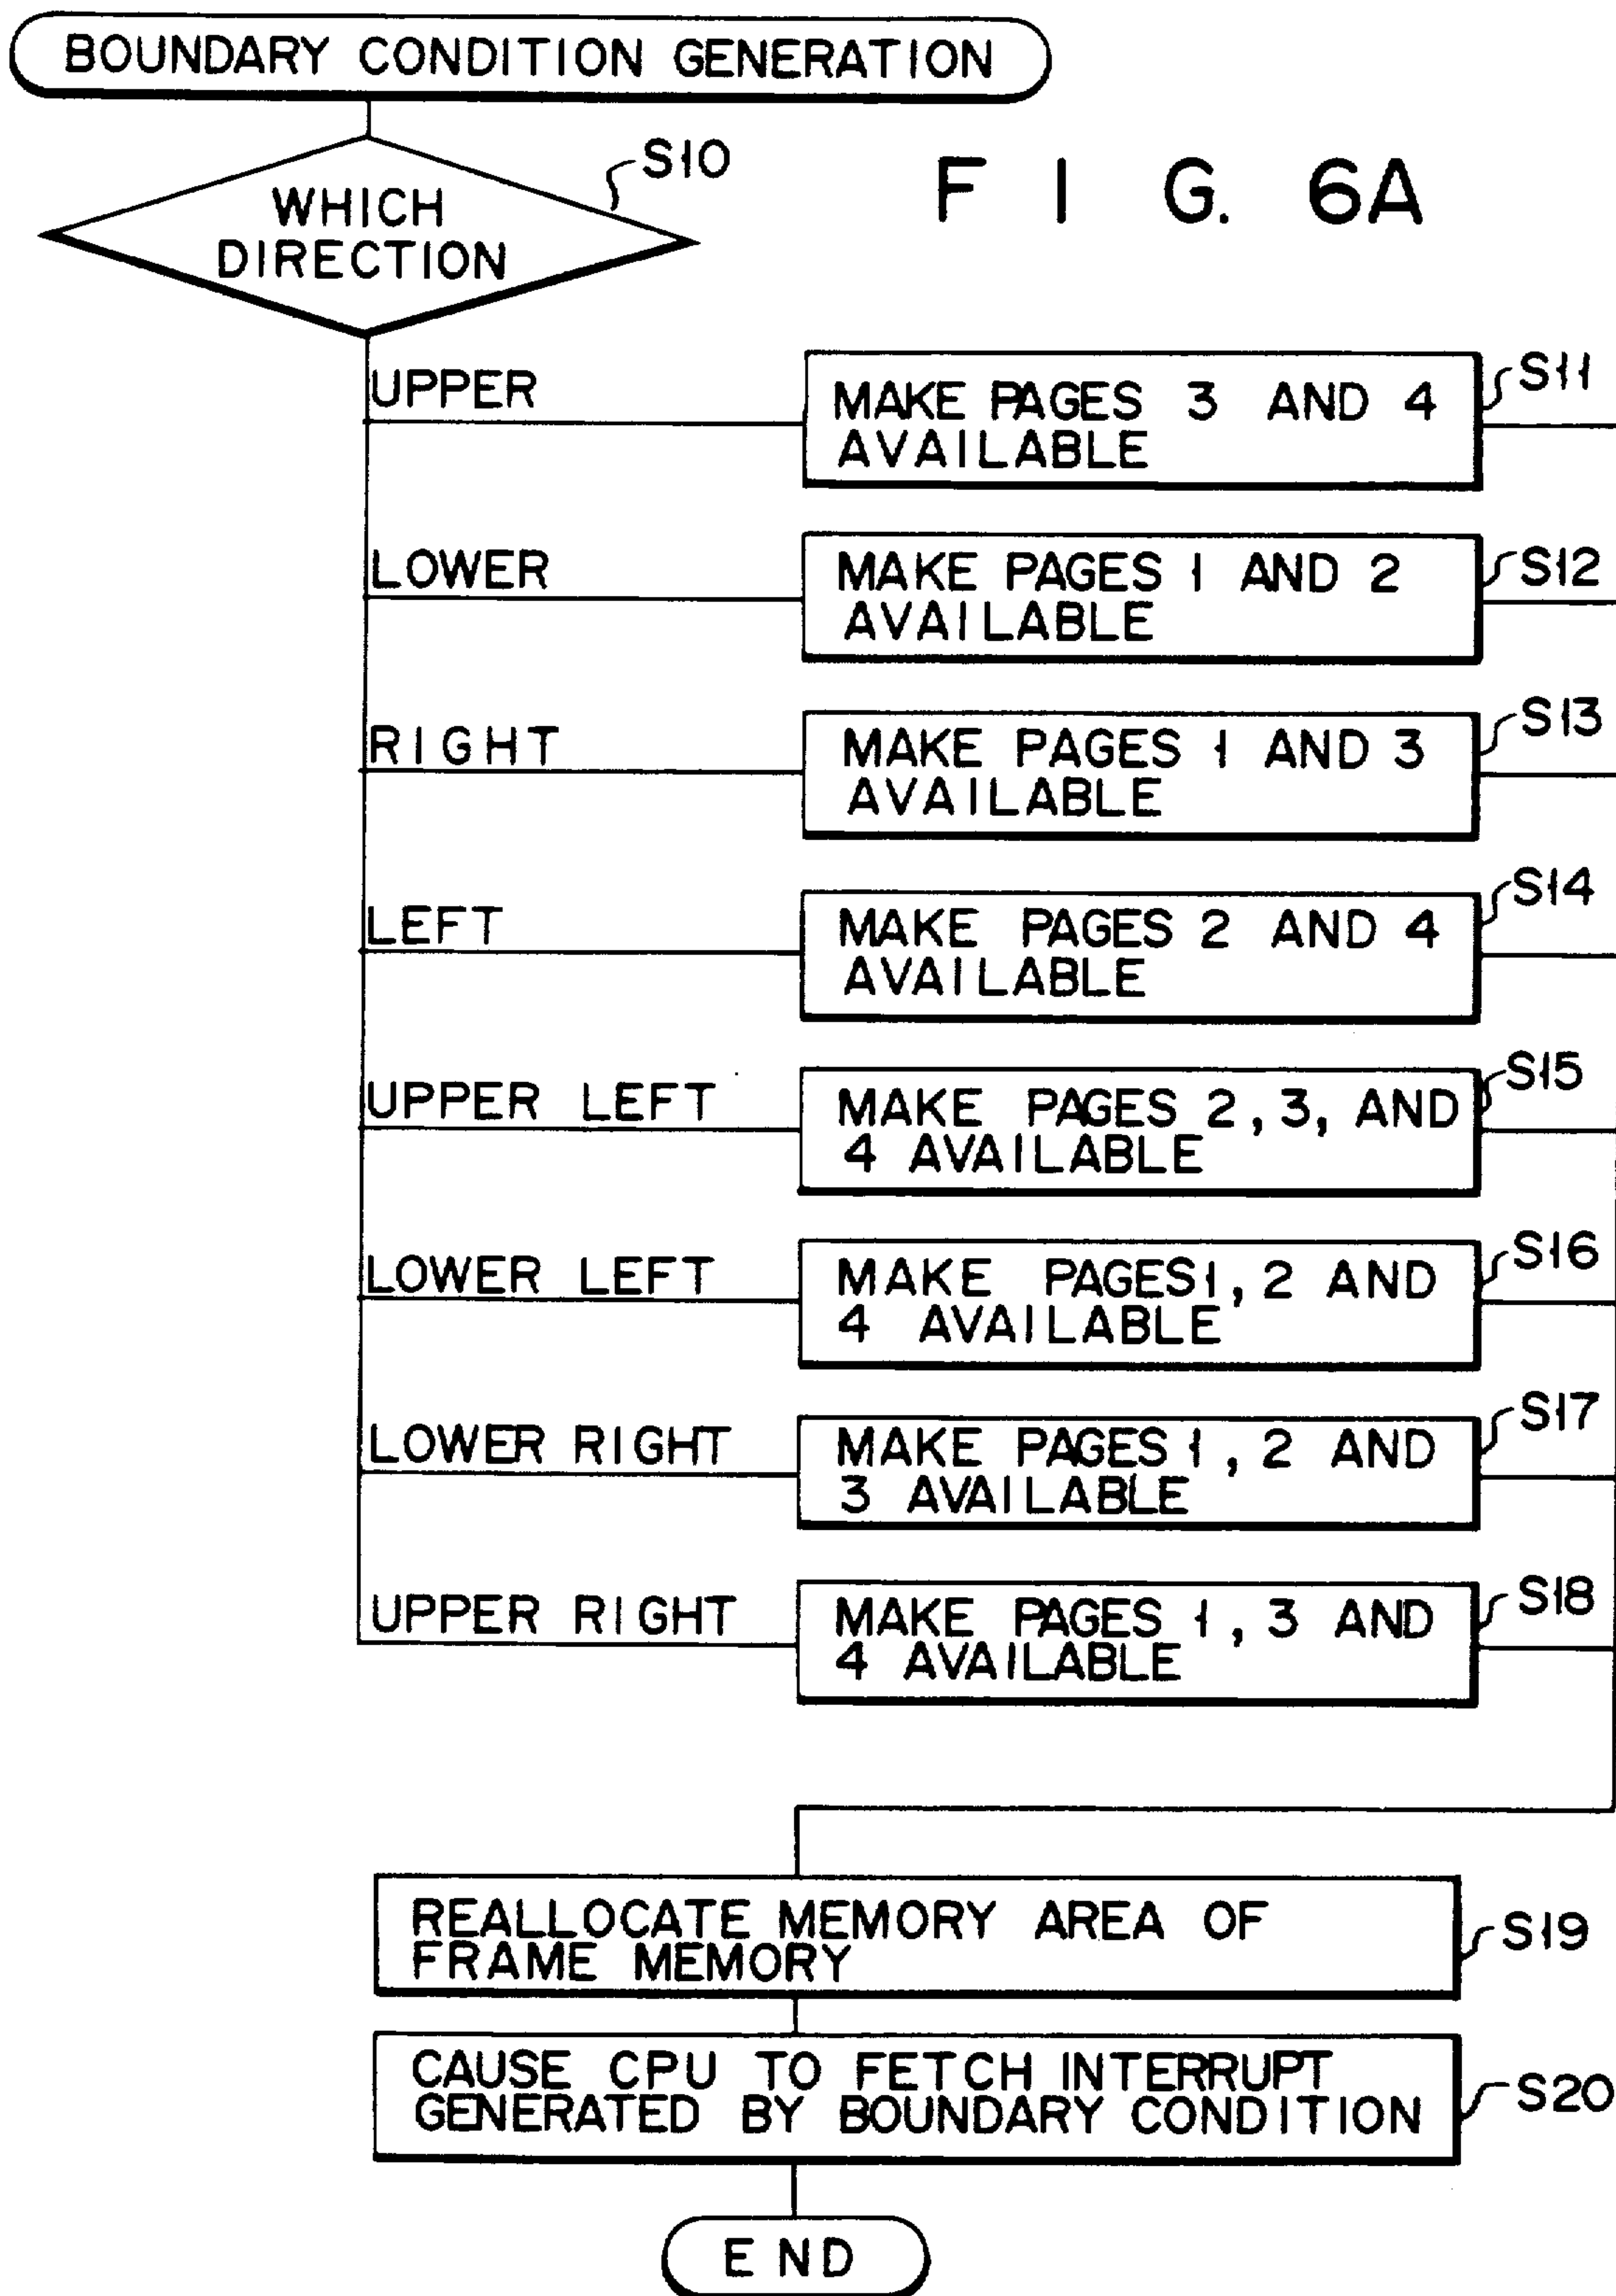 BOUNDARY CONDITION GENERATION
S10
F I G. 6A
WHICH
DIRECTION
UPPER
MAKE PAGES 3 AND 4
AVAILABLE
S11
LOWER
MAKE PAGES 1 AND 2
AVAILABLE
S12
RIGHT
MAKE PAGES 1 AND 3
AVAILABLE
S13
LEFT
MAKE PAGES 2 AND 4
AVAILABLE
S14
UPPER LEFT
MAKE PAGES 2, 3, AND
4 AVAILABLE
S15
LOWER LEFT
MAKE PAGES 1, 2 AND
4 AVAILABLE
S16
LOWER RIGHT
MAKE PAGES 1, 2 AND
3 AVAILABLE
S17
UPPER RIGHT
MAKE PAGES 1, 3 AND
4 AVAILABLE
S18
REALLOCATE MEMORY AREA OF
FRAME MEMORY
S19
CAUSE CPU TO FETCH INTERRUPT
GENERATED BY BOUNDARY CONDITION
S20
END